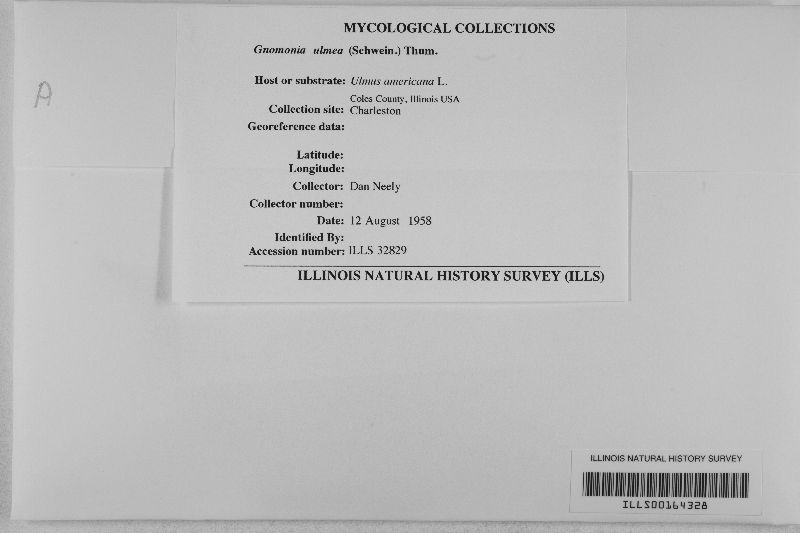 MYCOLOGICAL COLLECTIONS
Gnomonia ulmea (Schwein.) Thum.
A
Host or substrate: Ulmus americana L.
Coles County, Illinois USA
Collection site: Charleston
Georeference data:
Latitude:
Longitude:
Collector: Dan Neely
Collector number:
Date: 12 August 1958
Identified By:
Accession number: ILLS 32829
ILLINOIS NATURAL HISTORY SURVEY (ILLS)
ILLINOIS NATURAL HISTORY SURVEY
ILLS00164328